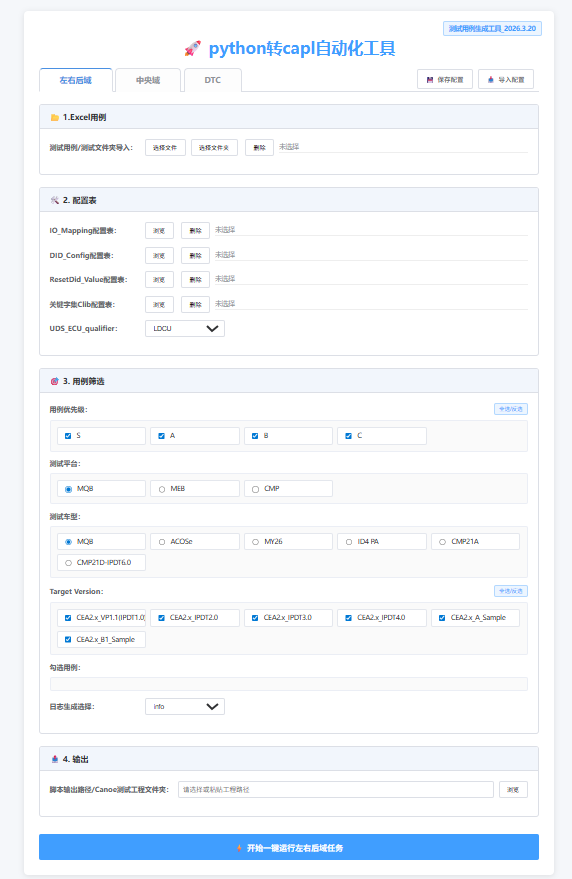 测试用例生成工具_2026.3.20
python转capl自动化工具
左右后域 中央域 DTC 保存配置 导入配置
1.Excel用例
测试用例/测试文件夹导入: 选择文件 选择文件夹 删除 未选择
2. 配置表
IO_Mapping配置表: 浏览 删除 未选择
DID_Config配置表: 浏览 删除 未选择
ResetDid_Value配置表: 浏览 删除 未选择
关键字集Clib配置表: 浏览 删除 未选择
UDS_ECU_qualifier: LDGU
3. 用例筛选
用例优先级: 全选/反选
S A B C
测试平台:
MQB MEB CMP
测试车型:
MQB ACOSe MY26 ID4 PA CMP21A
CMP21D-IPDT6.0
Target Version: 全选/反选
CEA2.x_VP1.1(IPDT1.0) CEA2.x_IPDT2.0 CEA2.x_IPDT3.0 CEA2.x_IPDT4.0 CEA2.x_A_Sample
CEA2.x_B1_Sample
勾选用例:
日志生成选择: info
4. 输出
脚本输出路径/Canoe测试工程文件夹: 请选择或粘贴工程路径 浏览
开始一键运行左右后域任务